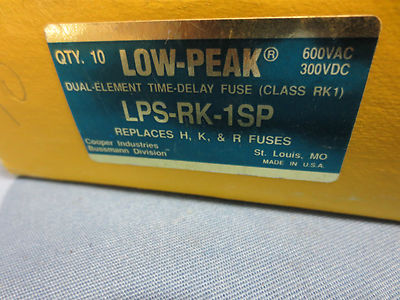 QTY. 10 LOW-PEAK® 600VAC
300VDC
DUAL-ELEMENT TIME-DELAY FUSE (CLASS RK1)
LPS-RK-1SP
REPLACES H, K, & R FUSES
Cooper Industries St. Louis, MO
Bussmann Division MADE IN U.S.A.